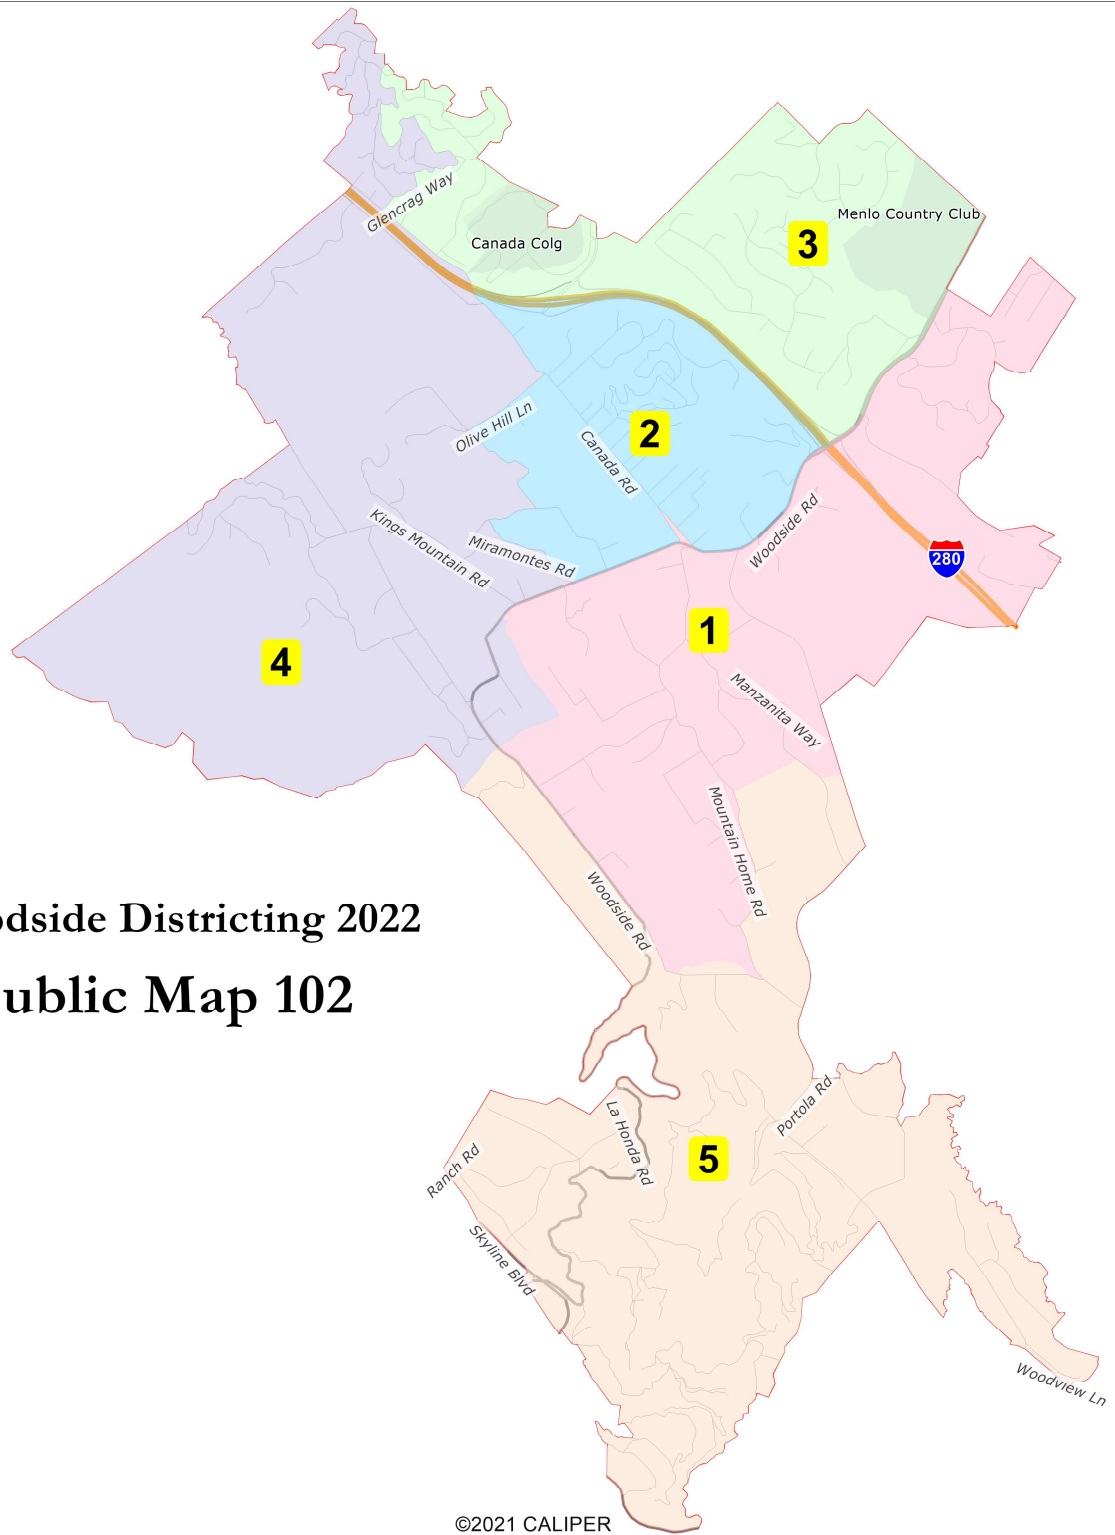 Glencrag Way
Canada Colg
Menlo Country Club
3
Olive Hill Ln
2
Canada Rd
Kings Mountain Rd
Miramontes Rd
Woodside Rd
280
4
1
Manzanita Way
Mountain Home Rd
Woodside Rd
odside Districting 2022
ublic Map 102
Portola Rd
La Honda Rd
5
Ranch Rd
Skyline Blvd
Woodview Ln
©2021 CALIPER